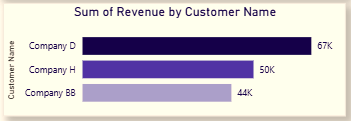 Sum of Revenue by Customer Name
Customer Name
Company D 67K
Company H 50K
Company BB 44K